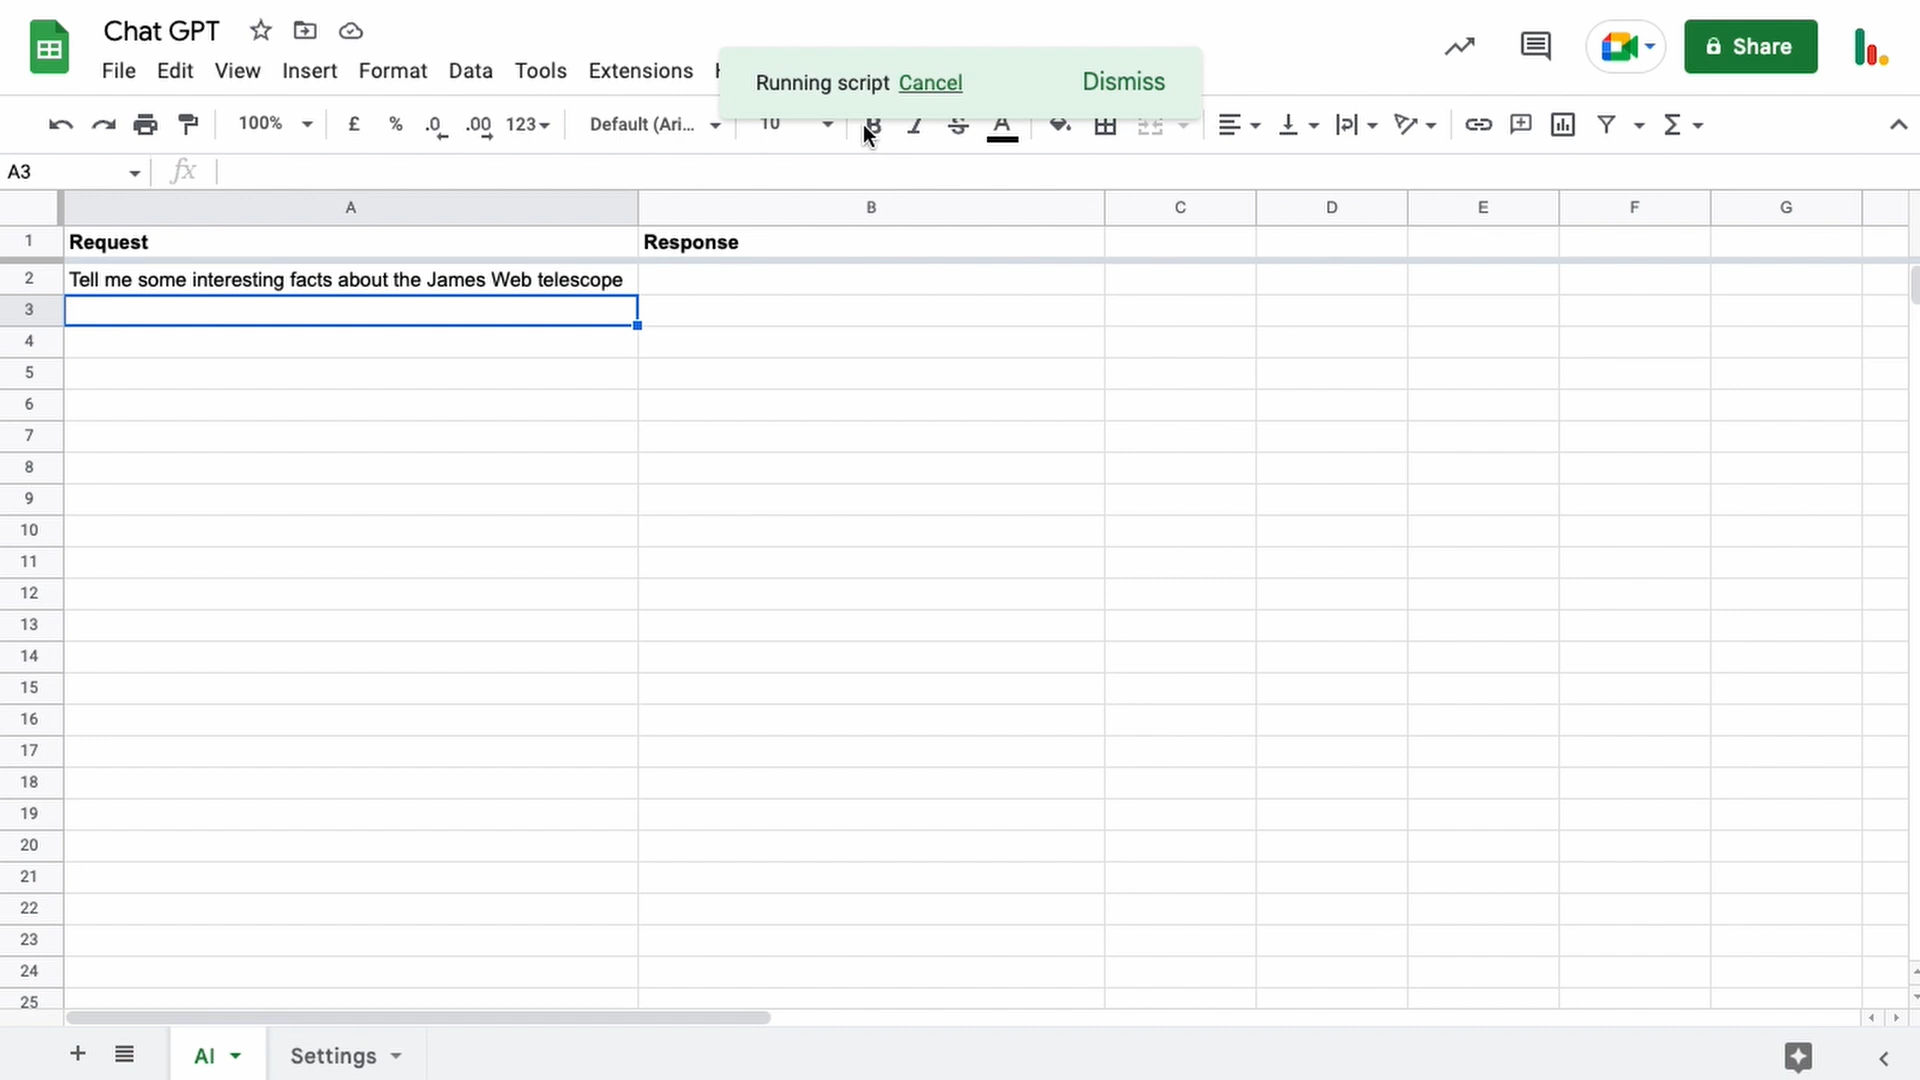 Chat GPT
File Edit View Insert Format Data Tools Extensions
Running script Cancel Dismiss
Share
100% £ % .0 .00 123 Default (Ari... 10 B I S A
A3 fx
A B C D E F G
1 Request Response
2 Tell me some interesting facts about the James Web telescope
3
4
5
6
7
8
9
10
11
12
13
14
15
16
17
18
19
20
21
22
23
24
25
AI Settings